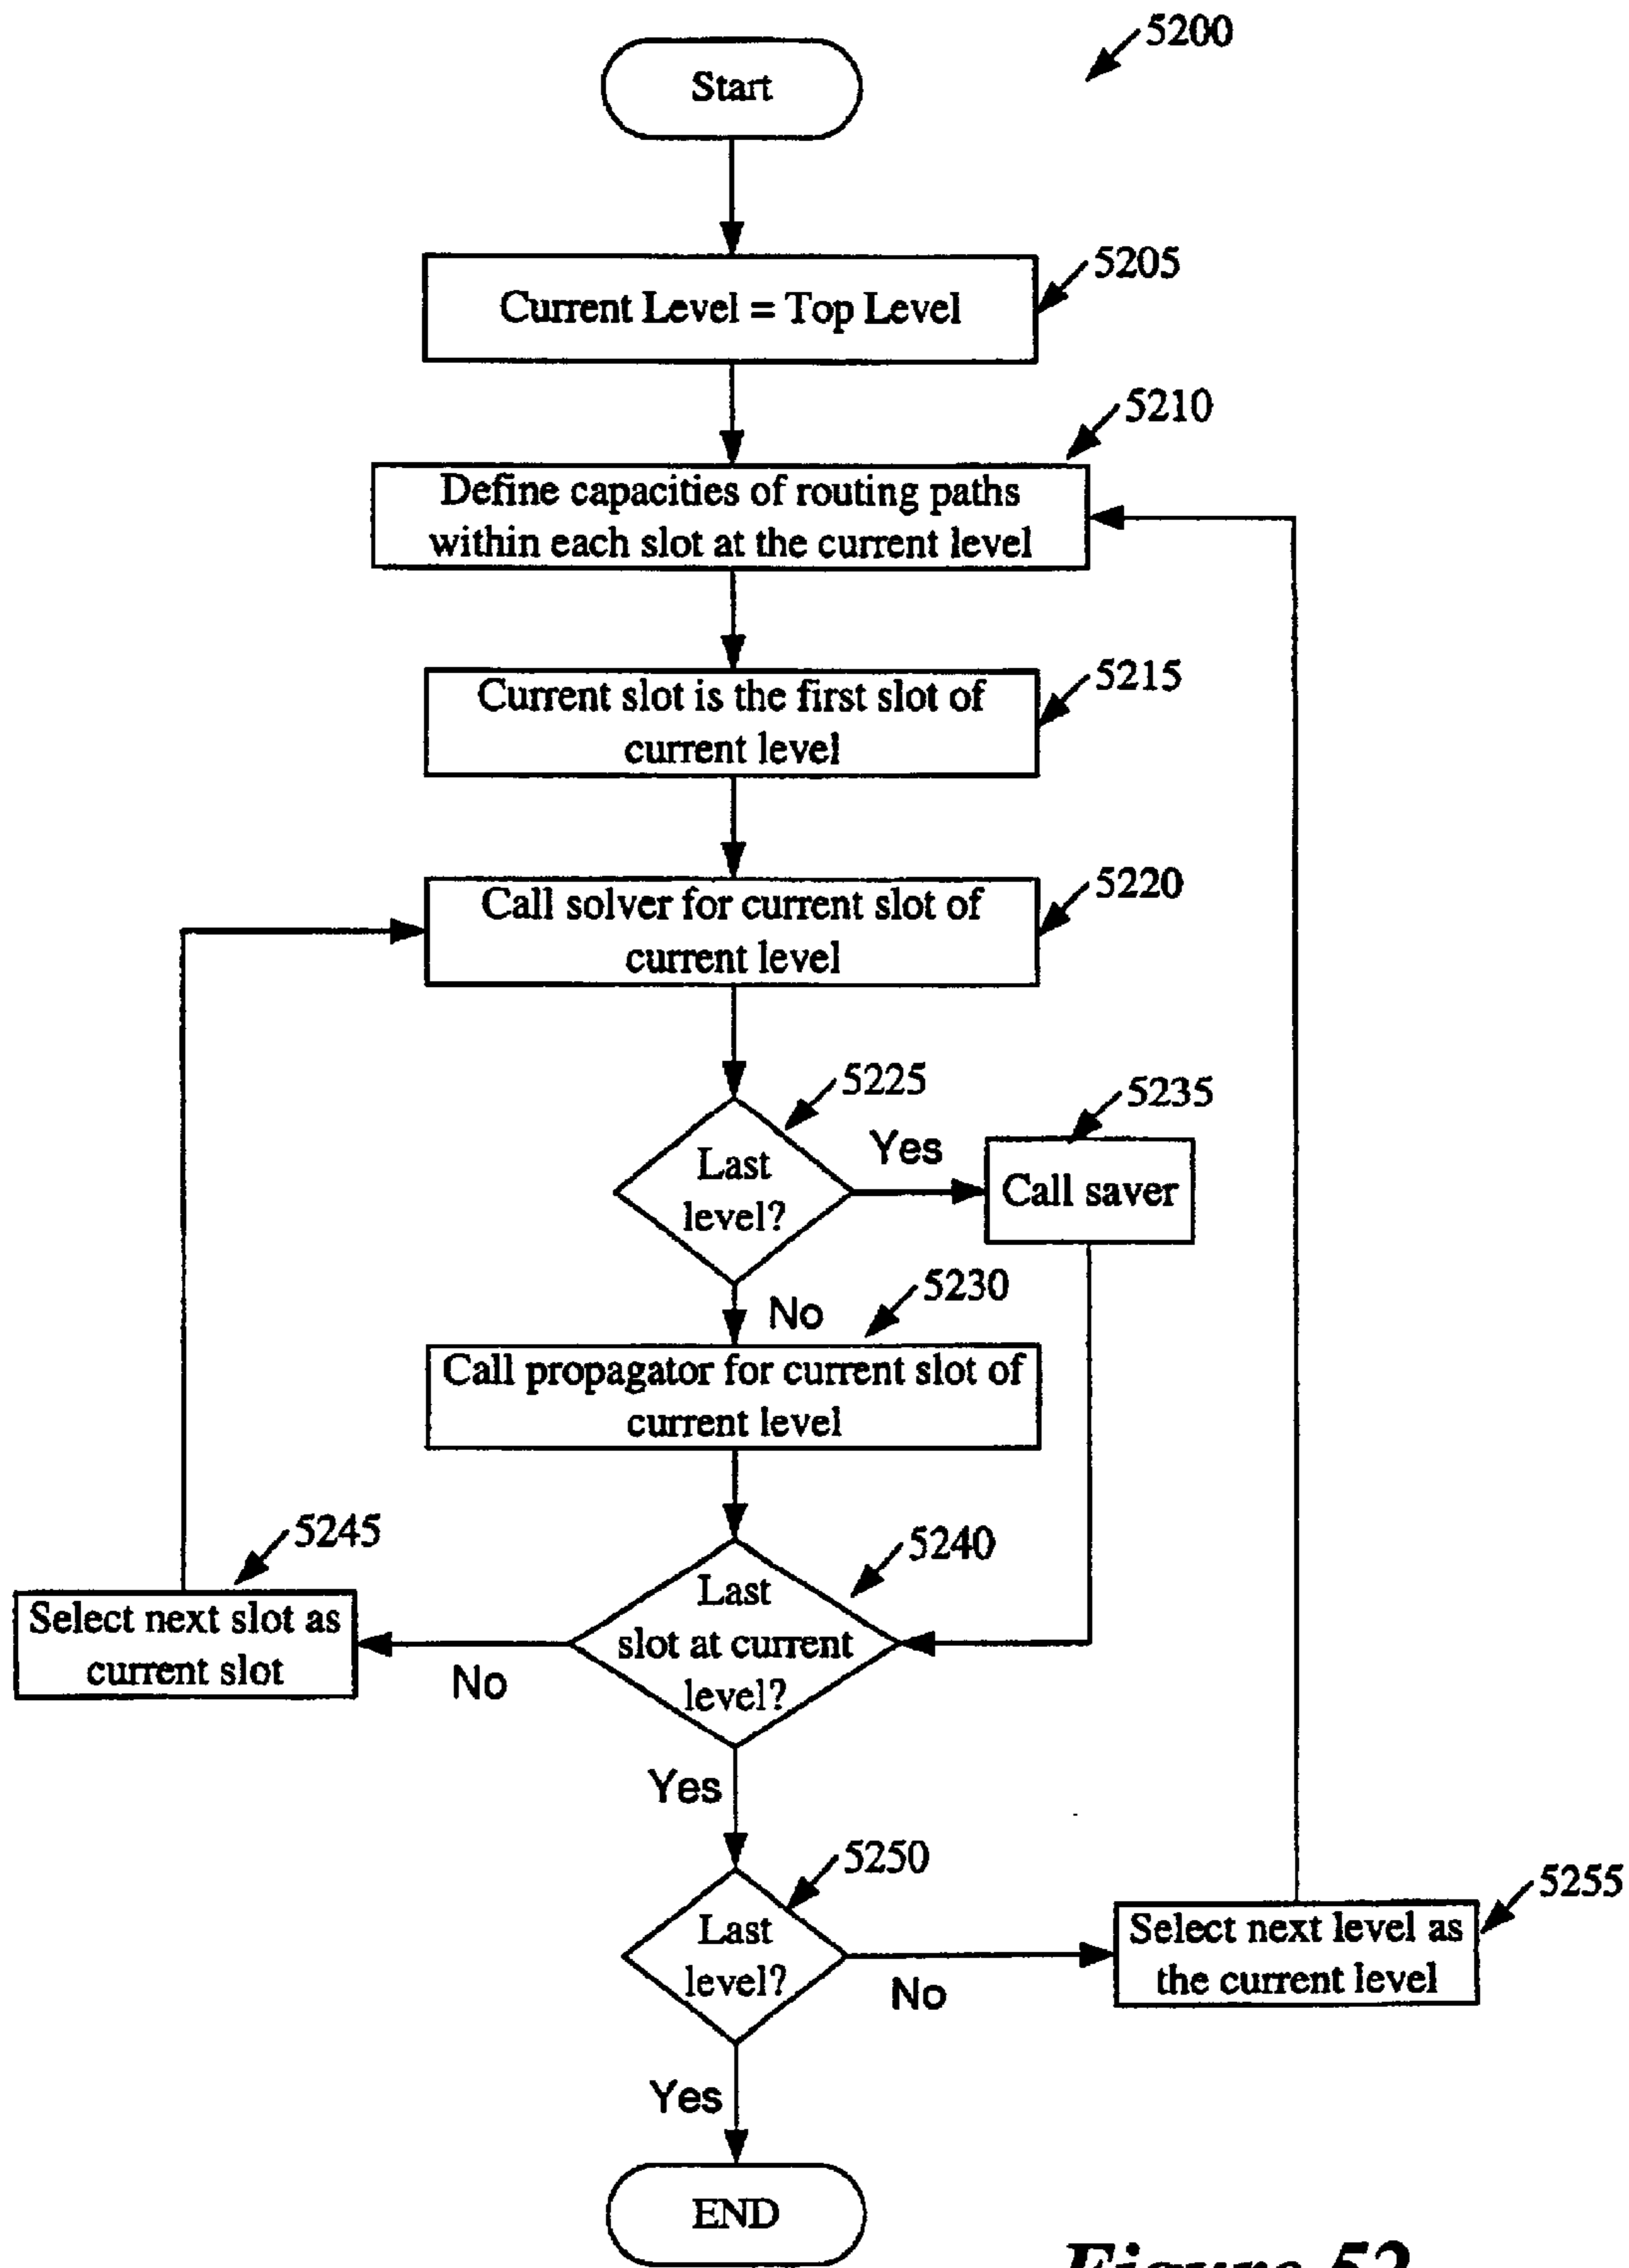 5200
Start
5205
Current Level = Top Level
5210
Define capacities of routing paths
within each slot at the current level
5215
Current slot is the first slot of
current level
5220
Call solver for current slot of
current level
5225
Last
level?
Yes
5235
Call saver
No
5230
Call propagator for current slot of
current level
5240
Last
slot at current
level?
No
5245
Select next slot as
current slot
Yes
5250
Last
level?
No
5255
Select next level as
the current level
Yes
END
Figure 52